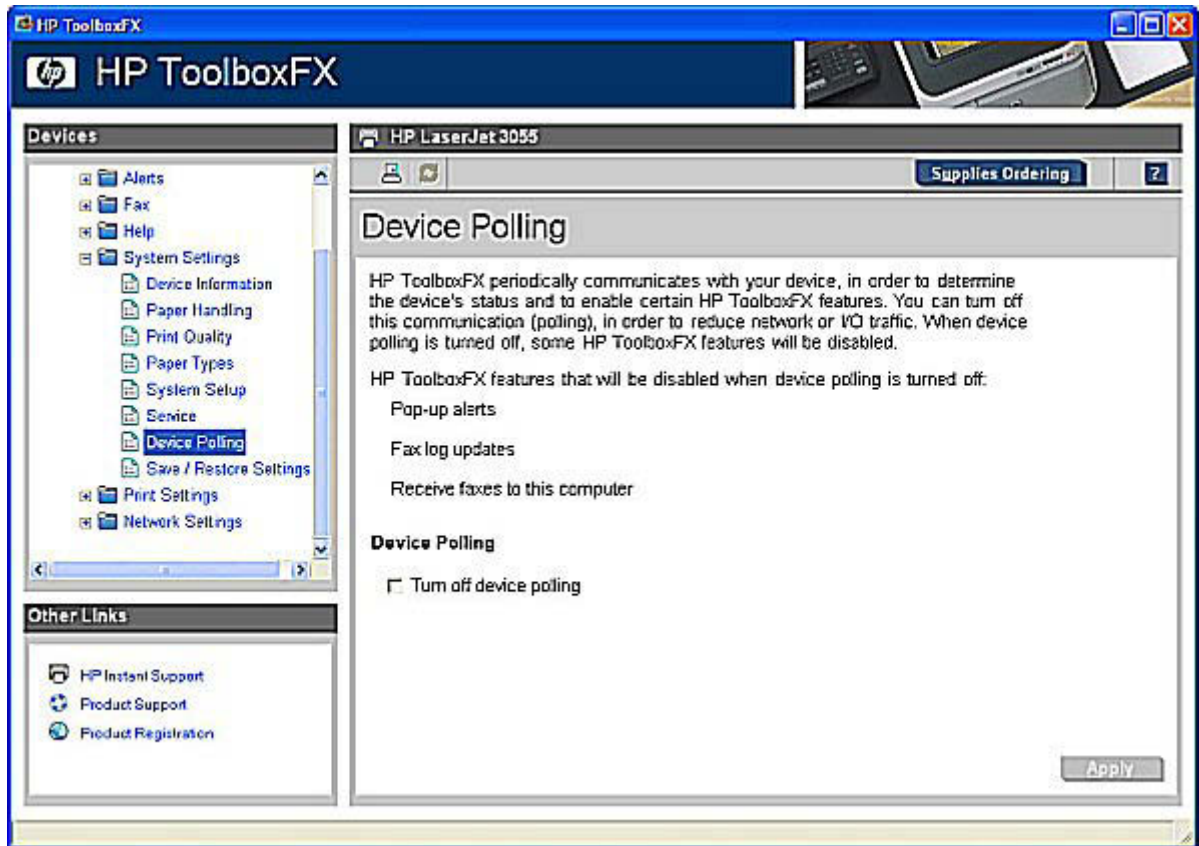 HP ToolboxFX
hp HP ToolboxFX
Devices
Alerts
Fax
Help
System Settings
Device Information
Paper Handling
Print Quality
Paper Types
System Setup
Service
Device Polling
Save / Restore Settings
Print Settings
Network Settings
Other Links
HP Instant Support
Product Support
Product Registration
HP LaserJet 3055
Supplies Ordering ?
Device Polling
HP ToolboxFX periodically communicates with your device, in order to determine
the device's status and to enable certain HP ToolboxFX features. You can turn off
this communication (polling), in order to reduce network or I/O traffic. When device
polling is turned off, some HP ToolboxFX features will be disabled.
HP ToolboxFX features that will be disabled when device polling is turned off:
Pop-up alerts
Fax log updates
Receive faxes to this computer
Device Polling
Turn off device polling
Apply